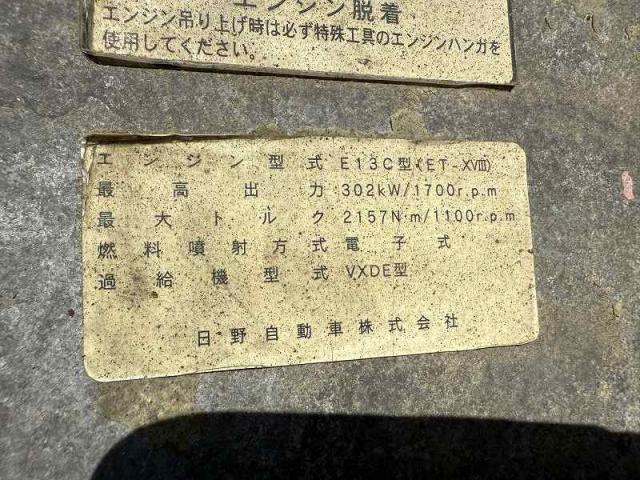 エンジン脱着
エンジン吊り上げ時は必ず特殊工具のエンジンハンガを
使用してください。
エンジン型式 E13C型(ET-XVIII)
最高出力 302kW/1700r.p.m
最大トルク 2157N·m/1100r.p.m
燃料噴射方式 電子式
過給機型式 VXDE型
日野自動車株式会社